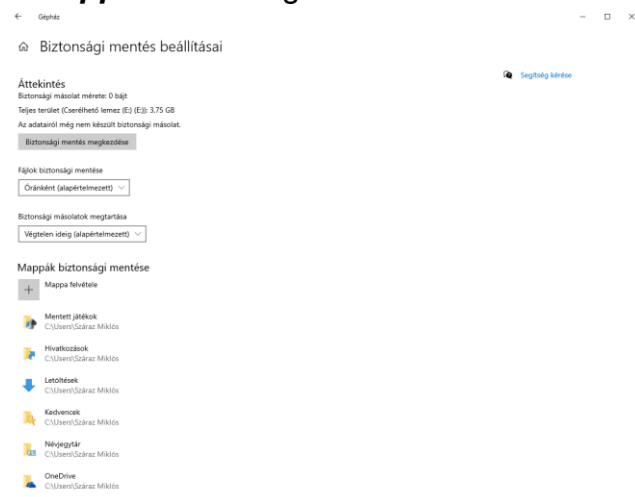 Gépház
Biztonsági mentés beállításai
Segítség kérése
Áttekintés
Biztonsági másolat mérete: 0 bájt
Teljes terület (Cserélhető lemez (E:) (E:)): 3,75 GB
Az adatairól még nem készült biztonsági másolat.
Biztonsági mentés megkezdése
Fájlok biztonsági mentése
Óránként (alapértelmezett)
Biztonsági másolatok megtartása
Végtelen ideig (alapértelmezett)
Mappák biztonsági mentése
Mappa felvétele
Mentett játékok
C:\Users\Száraz Miklós
Hivatkozások
C:\Users\Száraz Miklós
Letöltések
C:\Users\Száraz Miklós
Kedvencek
C:\Users\Száraz Miklós
Névjegytár
C:\Users\Száraz Miklós
OneDrive
C:\Users\Száraz Miklós